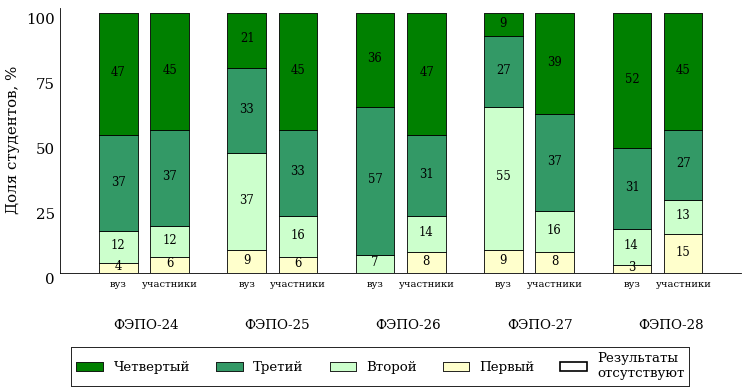 Доля студентов, %
100
75
50
25
0
47 45 21 45 36 47 9 39 52 45
37 37 33 33 57 31 27 37 31 27
12 12 37 16 7 14 55 16 14 13
4 6 9 6 8 9 8 3 15
вуз участники вуз участники вуз участники вуз участники вуз участники
ФЭПО-24 ФЭПО-25 ФЭПО-26 ФЭПО-27 ФЭПО-28
Четвертый Третий Второй Первый Результаты
отсутствуют